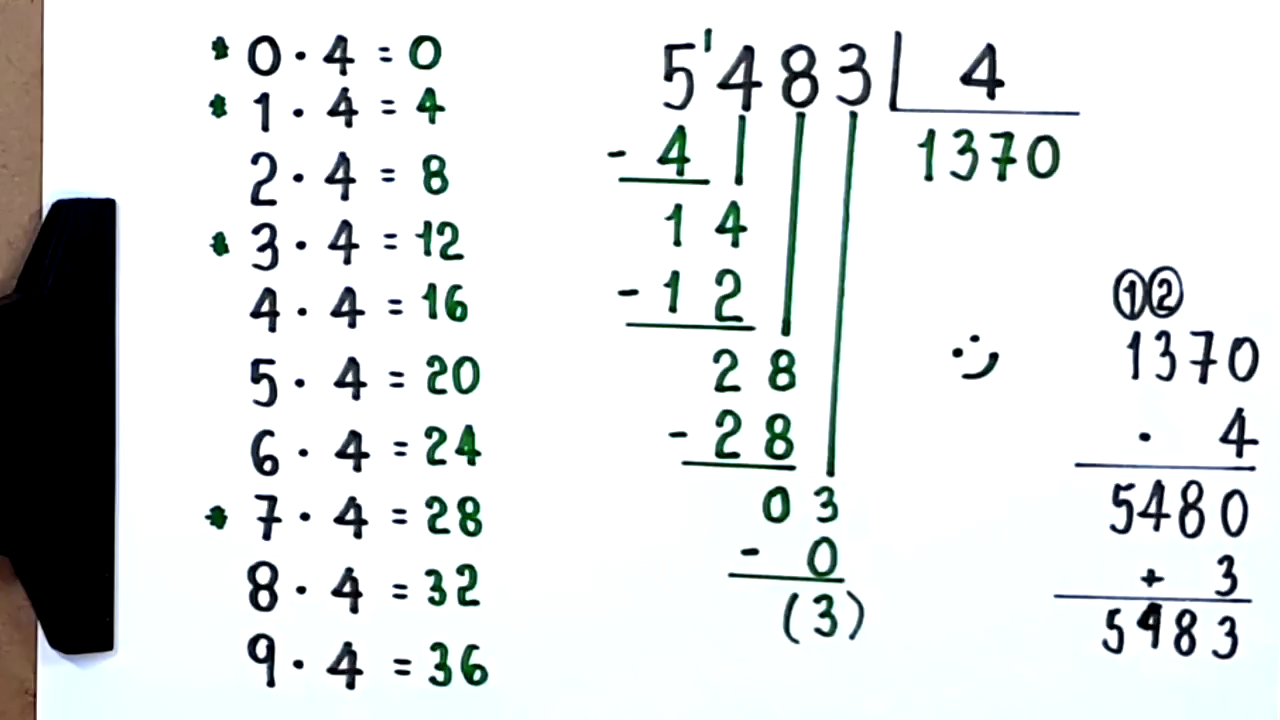 * 0 · 4 = 0
* 1 · 4 = 4
2 · 4 = 8
* 3 · 4 = 12
4 · 4 = 16
5 · 4 = 20
6 · 4 = 24
* 7 · 4 = 28
8 · 4 = 32
9 · 4 = 36
5'483 4
- 4 1370
14
- 12
28
- 28
03
- 0
(3)
① ②
1370
· 4
5480
+ 3
5483